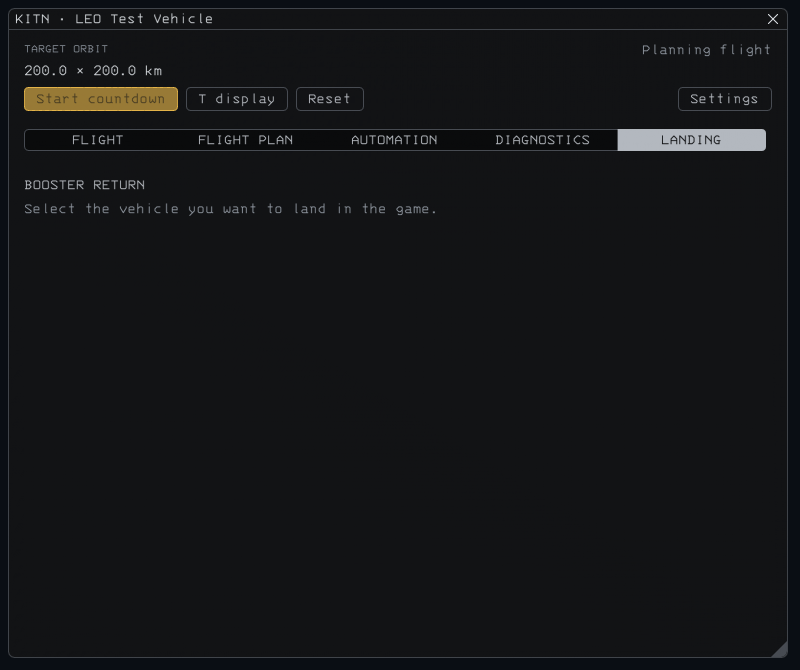 KITN · LEO Test Vehicle
TARGET ORBIT
Planning flight
200.0 × 200.0 km
Start countdown T display Reset Settings
FLIGHT FLIGHT PLAN AUTOMATION DIAGNOSTICS LANDING
BOOSTER RETURN
Select the vehicle you want to land in the game.